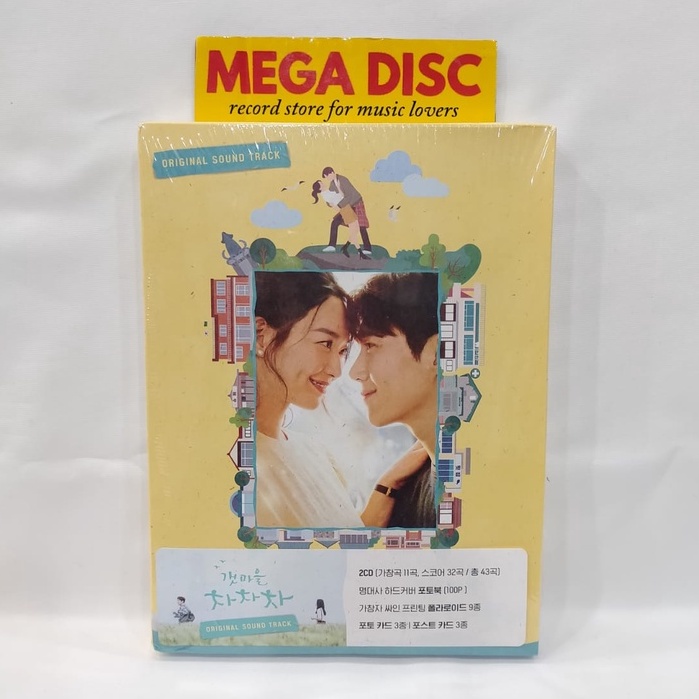 MEGA DISC
record store for music lovers
ORIGINAL SOUND TRACK
갯마을
차차차
ORIGINAL SOUND TRACK
2CD (가창곡 11곡, 스코어 32곡 / 총 43곡)
명대사 하드커버 포토북 (100P)
가창자 싸인 프린팅 폴라로이드 9종
포토 카드 3종 | 포스트 카드 3종